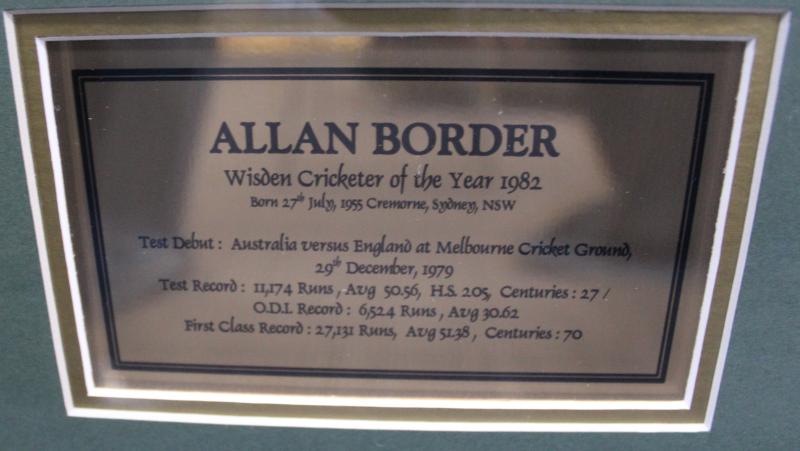 ALLAN BORDER
Wisden Cricketer of the Year 1982
Born 27th July, 1955 Cremorne, Sydney, NSW
Test Debut : Australia versus England at Melbourne Cricket Ground,
29th December, 1979
Test Record : 11,174 Runs , Avg 50.56, H.S. 205, Centuries : 27 /
O.D.I. Record : 6,524 Runs , Avg 30.62
First Class Record : 27,131 Runs, Avg 51.38 , Centuries : 70